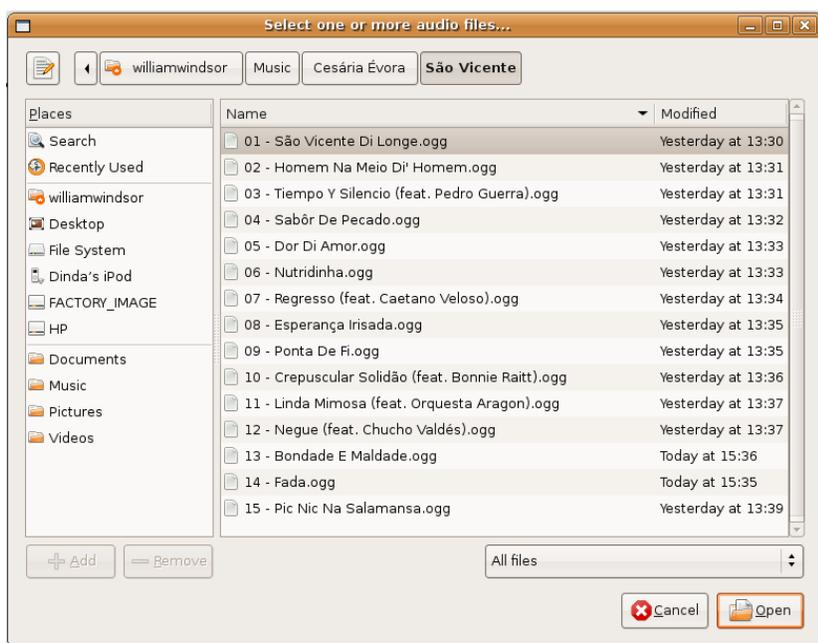 Select one or more audio files...
williamwindsor Music Cesária Évora São Vicente
Places
Search
Recently Used
williamwindsor
Desktop
File System
Dinda's iPod
FACTORY_IMAGE
HP
Documents
Music
Pictures
Videos
Name Modified
01 - São Vicente Di Longe.ogg Yesterday at 13:30
02 - Homem Na Meio Di' Homem.ogg Yesterday at 13:31
03 - Tiempo Y Silencio (feat. Pedro Guerra).ogg Yesterday at 13:31
04 - Sabôr De Pecado.ogg Yesterday at 13:32
05 - Dor Di Amor.ogg Yesterday at 13:33
06 - Nutridinha.ogg Yesterday at 13:33
07 - Regresso (feat. Caetano Veloso).ogg Yesterday at 13:34
08 - Esperança Irisada.ogg Yesterday at 13:35
09 - Ponta De Fi.ogg Yesterday at 13:35
10 - Crepuscular Solidão (feat. Bonnie Raitt).ogg Yesterday at 13:36
11 - Linda Mimosa (feat. Orquesta Aragon).ogg Yesterday at 13:37
12 - Negue (feat. Chucho Valdés).ogg Yesterday at 13:37
13 - Bondade E Maldade.ogg Today at 15:36
14 - Fada.ogg Today at 15:35
15 - Pic Nic Na Salamansa.ogg Yesterday at 13:39
Add Remove All files
Cancel Open